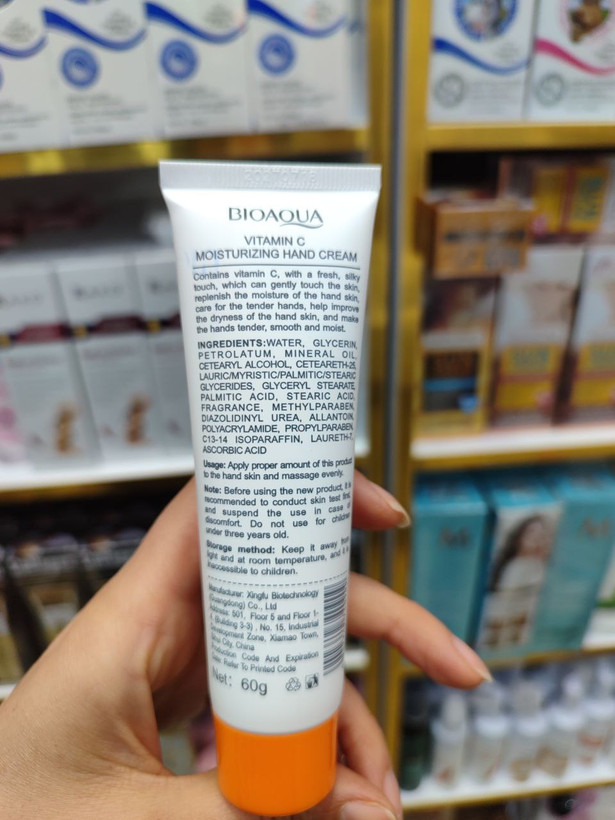 BIOAQUA
VITAMIN C
MOISTURIZING HAND CREAM
Contains vitamin C, with a fresh, silky
touch, which can gently touch the skin,
replenish the moisture of the hand skin,
care for the tender hands, help improve
the dryness of the hand skin, and make
the hands tender, smooth and moist.
INGREDIENTS:WATER, GLYCERIN,
PETROLATUM, MINERAL OIL,
CETEARYL ALCOHOL, CETEARETH-25,
LAURIC/MYRISTIC/PALMITIC/STEARIC
GLYCERIDES, GLYCERYL STEARATE,
PALMITIC ACID, STEARIC ACID,
FRAGRANCE, METHYLPARABEN,
DIAZOLIDINYL UREA, ALLANTOIN,
POLYACRYLAMIDE, PROPYLPARABEN,
C13-14 ISOPARAFFIN, LAURETH-7,
ASCORBIC ACID
Usage: Apply proper amount of this product
to the hand skin and massage evenly.
Note: Before using the new product, it is
recommended to conduct skin test first,
and suspend the use in case of
discomfort. Do not use for children
under three years old.
Storage method: Keep it away from
light and at room temperature, and
inaccessible to children.
Manufacturer: Xingfu Biotechnology
(Guangdong) Co., Ltd
Address: 501, Floor 5 and Floor 1-
(Building 3-3) , No. 15, Industrial
Development Zone, Xiamao Town,
City, China
Production Code And Expiration
Date: Refer To Printed Code
Net: 60g